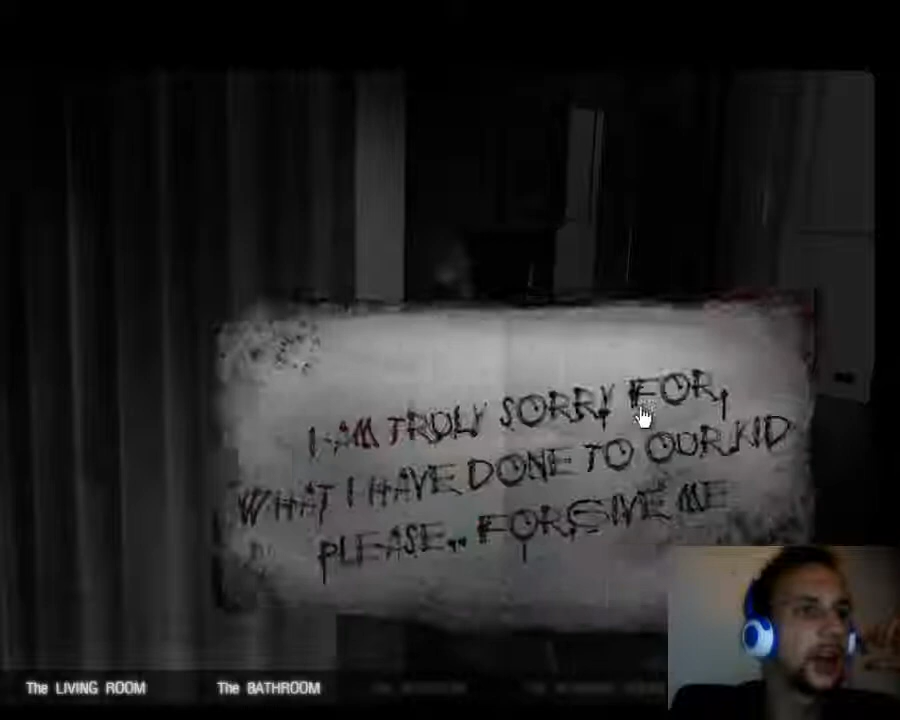 I AM TRULY SORRY FOR,
WHAT I HAVE DONE TO OUR KID
PLEASE.. FORGIVE ME
The LIVING ROOM
The BATHROOM